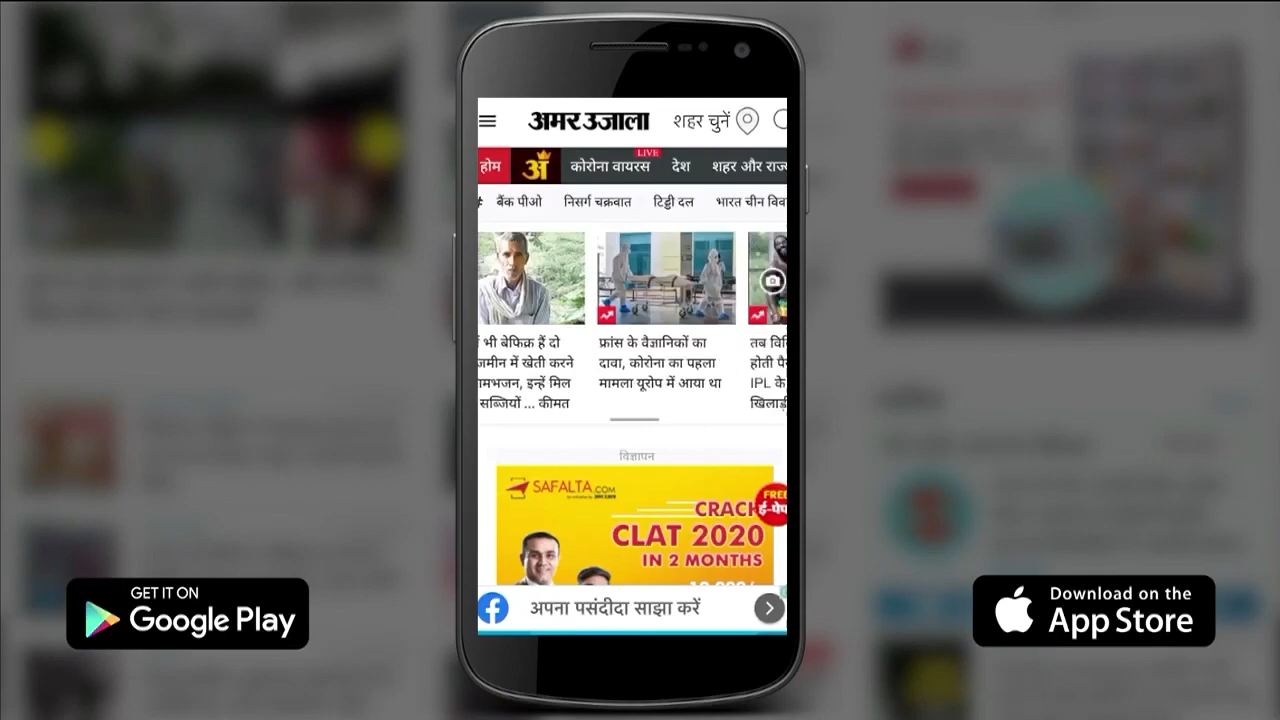 अमर उजाला शहर चुनें
होम अं कोरोना वायरस LIVE देश शहर और राज्य
# बैंक पीओ निसर्ग चक्रवात टिड्डी दल भारत चीन विवा
भी बेफिक्र हैं दो
जमीन में खेती करने
रामभजन, इन्हें मिल
सब्जियों ... कीमत
फ्रांस के वैज्ञानिकों का
दावा, कोरोना का पहला
मामला यूरोप में आया था
तब वि
होती पै
IPL के
खिलाड़
विज्ञापन
SAFALTA.COM
CRACK
CLAT 2020
IN 2 MONTHS
FREE
ई-पेप
अपना पसंदीदा साझा करें
GET IT ON
Google Play
Download on the
App Store